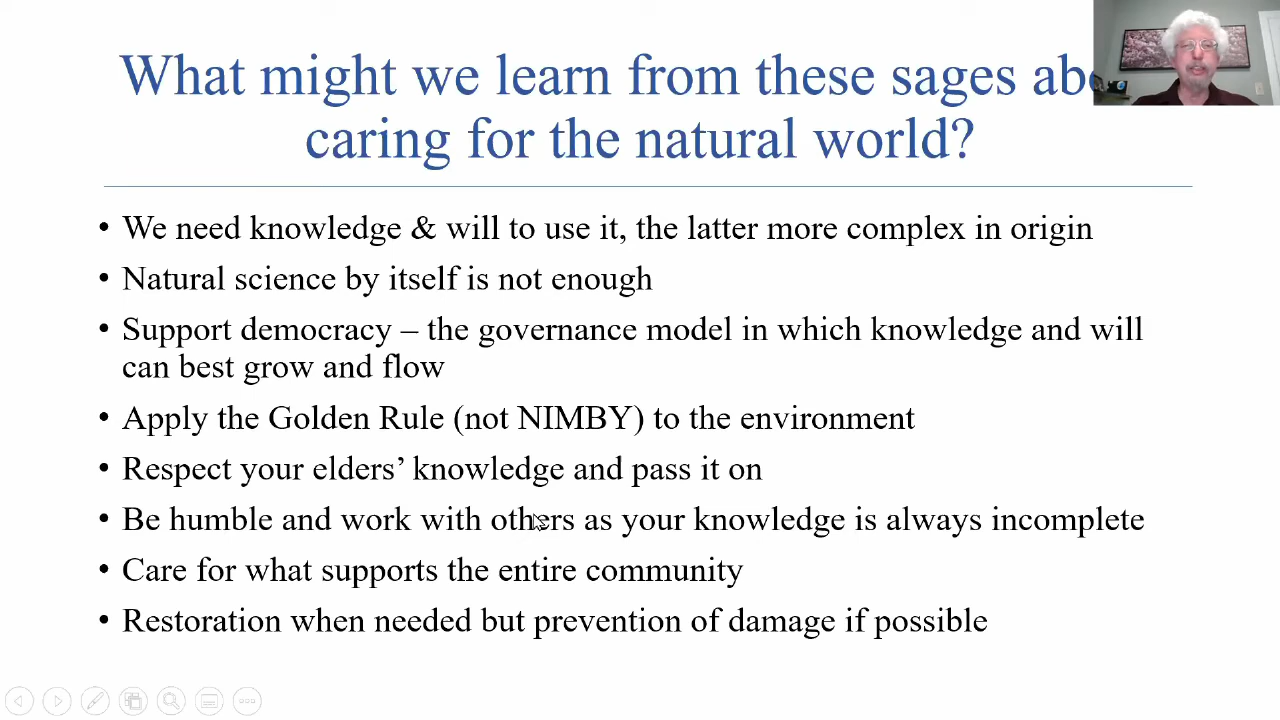 What might we learn from these sages abo
caring for the natural world?
• We need knowledge & will to use it, the latter more complex in origin
• Natural science by itself is not enough
• Support democracy – the governance model in which knowledge and will
can best grow and flow
• Apply the Golden Rule (not NIMBY) to the environment
• Respect your elders’ knowledge and pass it on
• Be humble and work with others as your knowledge is always incomplete
• Care for what supports the entire community
• Restoration when needed but prevention of damage if possible